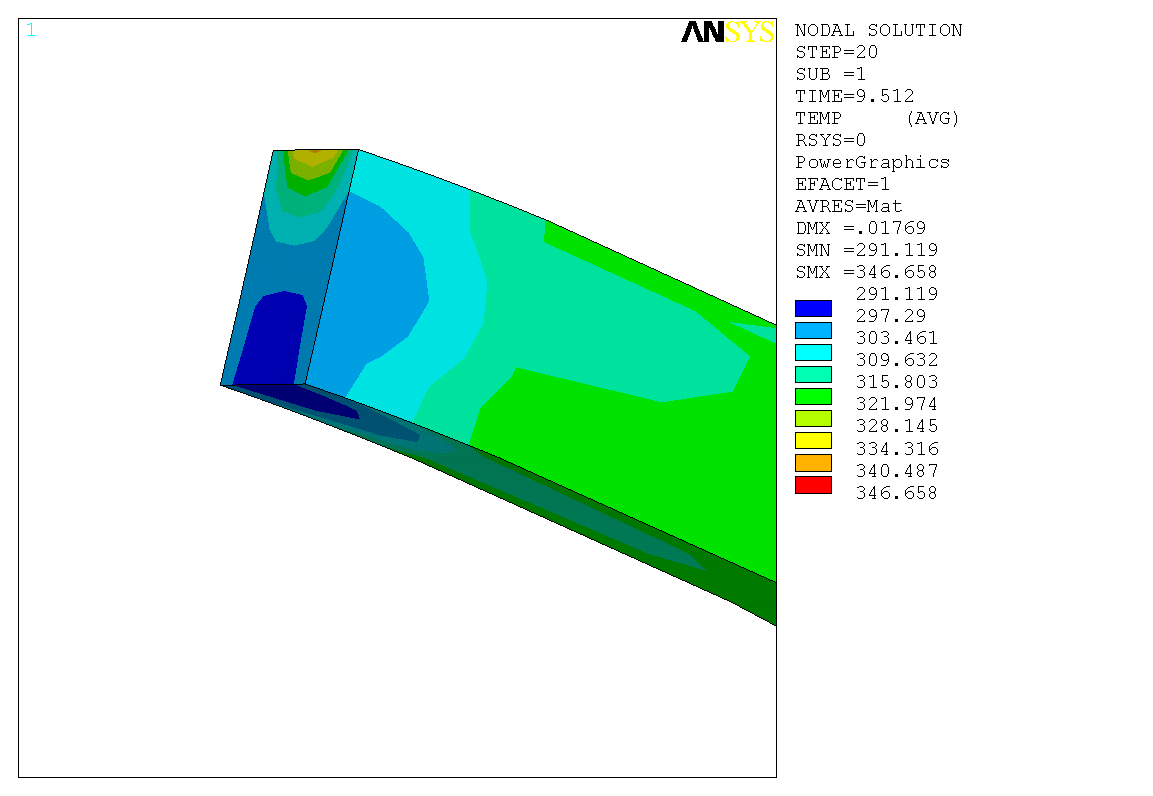 1
ANSYS
NODAL SOLUTION
STEP=20
SUB =1
TIME=9.512
TEMP (AVG)
RSYS=0
PowerGraphics
EFACET=1
AVRES=Mat
DMX =.01769
SMN =291.119
SMX =346.658
291.119
297.29
303.461
309.632
315.803
321.974
328.145
334.316
340.487
346.658